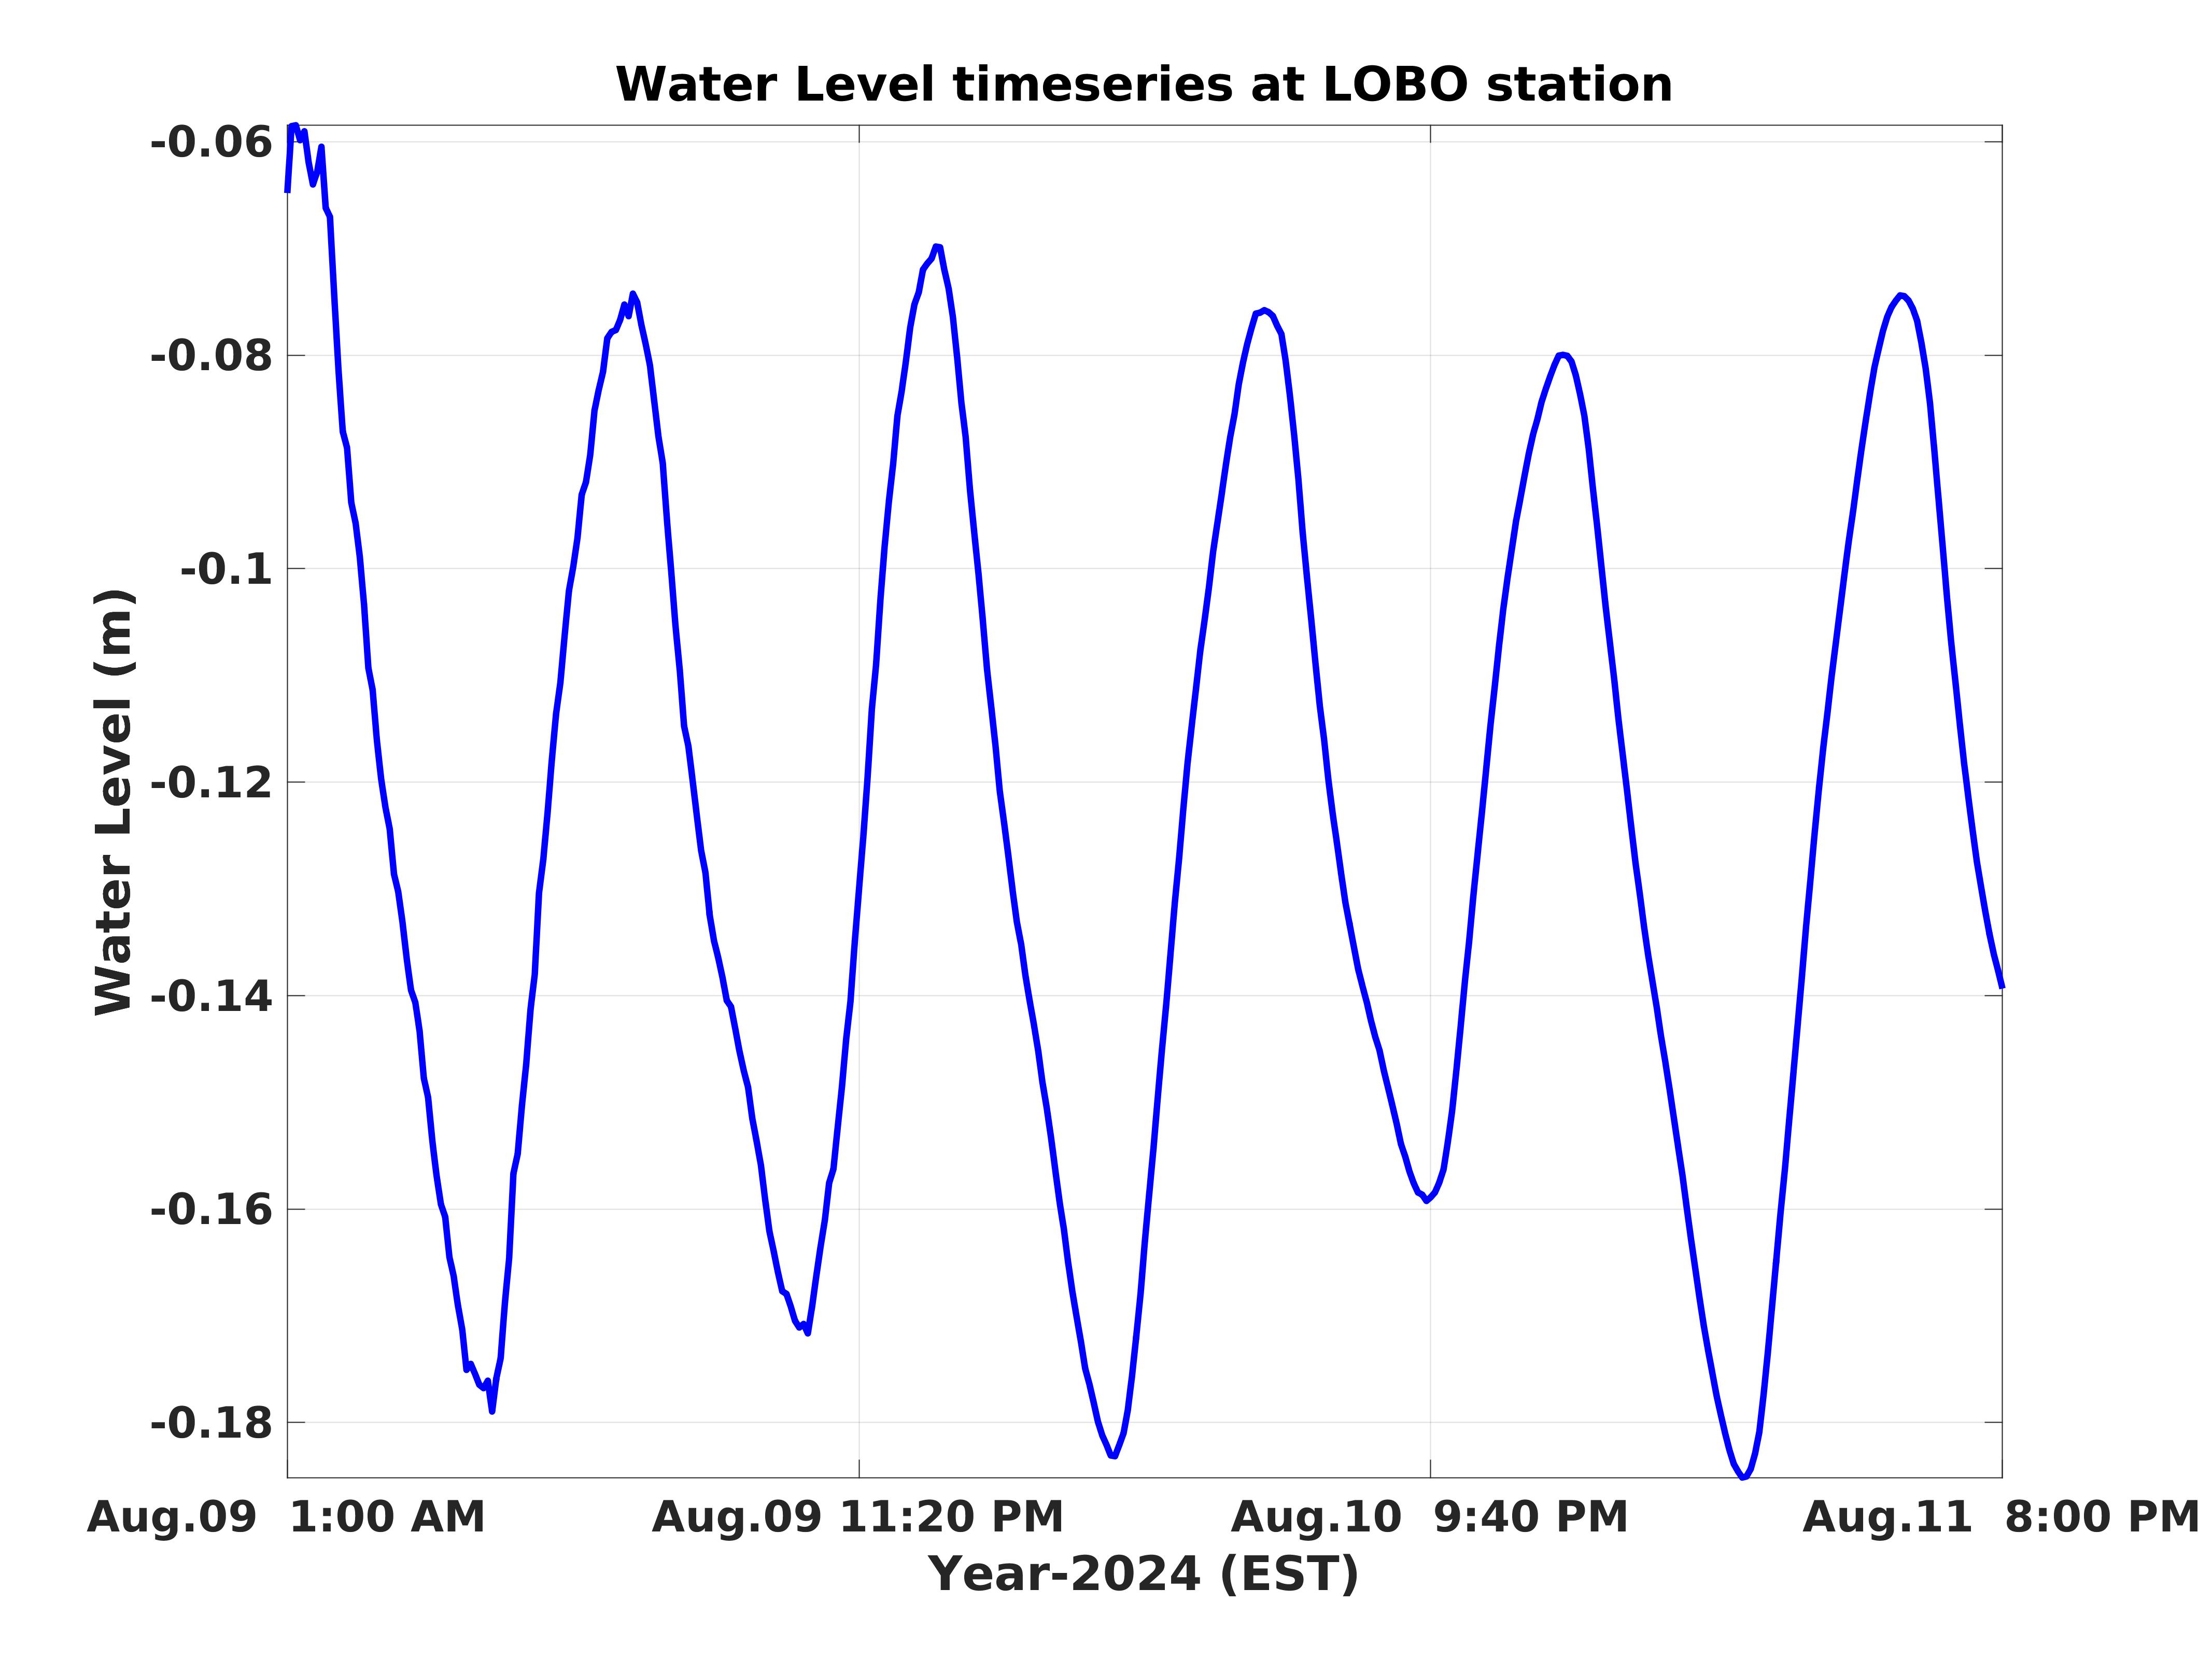 Water Level timeseries at LOBO station
-0.06
-0.08
-0.1
-0.12
-0.14
-0.16
-0.18
Water Level (m)
Aug.09  1:00 AM
Aug.09 11:20 PM
Aug.10  9:40 PM
Aug.11  8:00 PM
Year-2024 (EST)